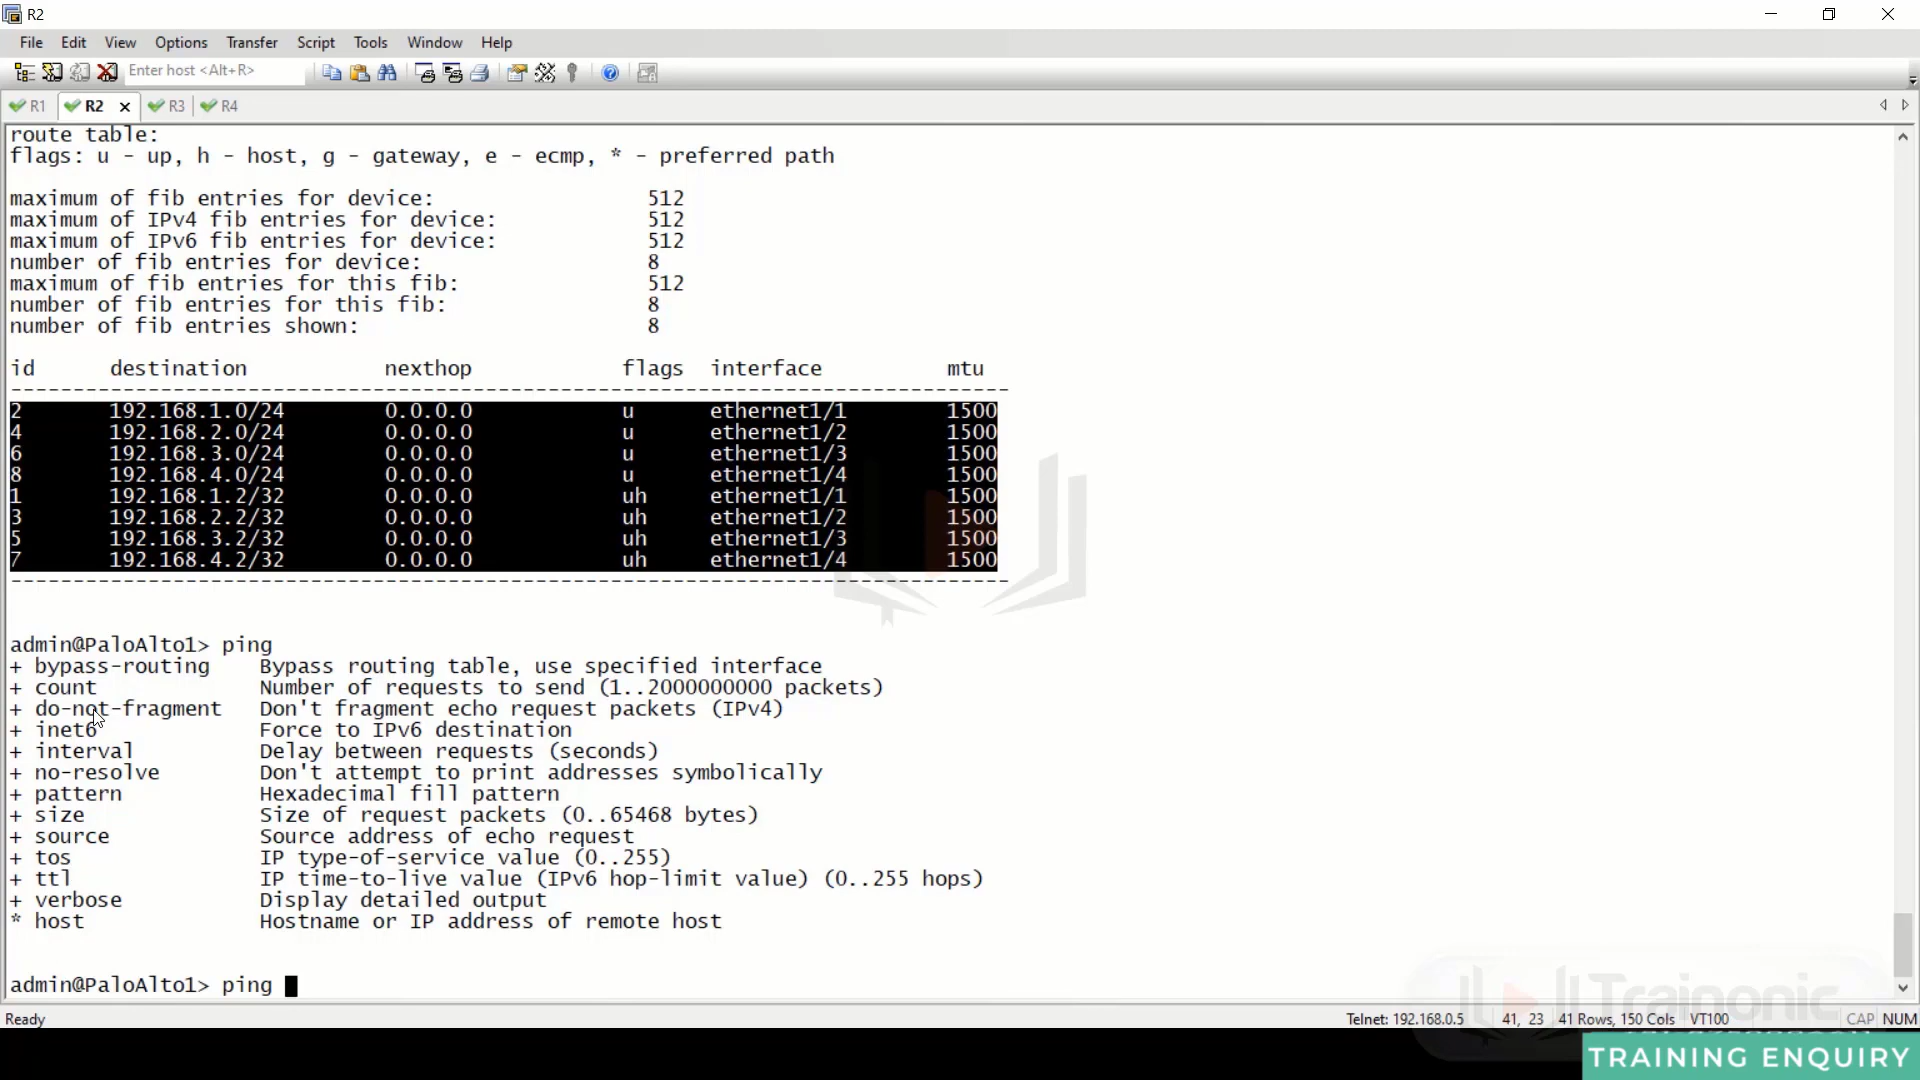 R2
File Edit View Options Transfer Script Tools Window Help
Enter host <Alt+R>
R1 R2 R3 R4
route table:
flags: u - up, h - host, g - gateway, e - ecmp, * - preferred path
maximum of fib entries for device: 512
maximum of IPv4 fib entries for device: 512
maximum of IPv6 fib entries for device: 512
number of fib entries for device: 8
maximum of fib entries for this fib: 512
number of fib entries for this fib: 8
number of fib entries shown: 8
id destination nexthop flags interface mtu
--------------------------------------------------------------------------------
2 192.168.1.0/24 0.0.0.0 u ethernet1/1 1500
4 192.168.2.0/24 0.0.0.0 u ethernet1/2 1500
6 192.168.3.0/24 0.0.0.0 u ethernet1/3 1500
8 192.168.4.0/24 0.0.0.0 u ethernet1/4 1500
1 192.168.1.2/32 0.0.0.0 uh ethernet1/1 1500
3 192.168.2.2/32 0.0.0.0 uh ethernet1/2 1500
5 192.168.3.2/32 0.0.0.0 uh ethernet1/3 1500
7 192.168.4.2/32 0.0.0.0 uh ethernet1/4 1500
--------------------------------------------------------------------------------
admin@PaloAlto1> ping
+ bypass-routing Bypass routing table, use specified interface
+ count Number of requests to send (1..2000000000 packets)
+ do-not-fragment Don't fragment echo request packets (IPv4)
+ inet6 Force to IPv6 destination
+ interval Delay between requests (seconds)
+ no-resolve Don't attempt to print addresses symbolically
+ pattern Hexadecimal fill pattern
+ size Size of request packets (0..65468 bytes)
+ source Source address of echo request
+ tos IP type-of-service value (0..255)
+ ttl IP time-to-live value (IPv6 hop-limit value) (0..255 hops)
+ verbose Display detailed output
* host Hostname or IP address of remote host
admin@PaloAlto1> ping
Trainonic
Ready Telnet: 192.168.0.5 41, 23 41 Rows, 150 Cols VT100 CAP NUM
TRAINING ENQUIRY